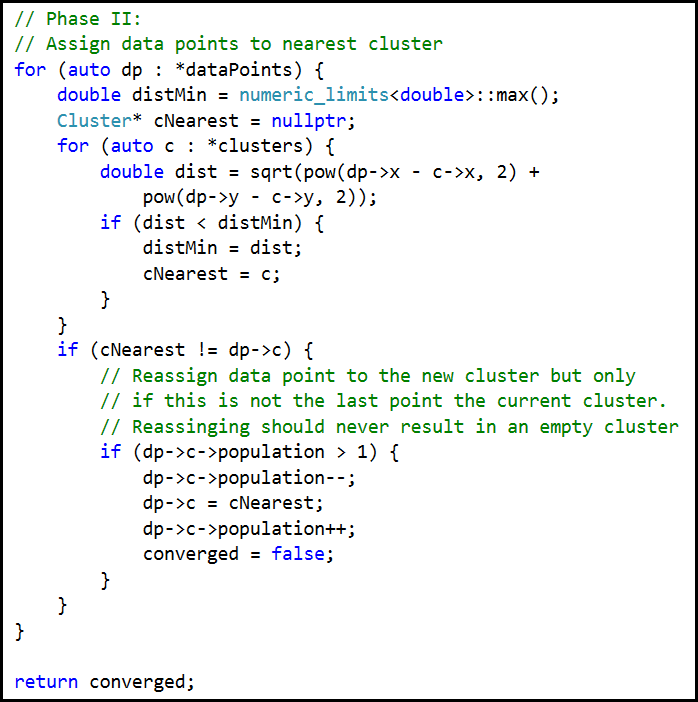 // Phase II:
// Assign data points to nearest cluster
for (auto dp : *dataPoints) {
    double distMin = numeric_limits<double>::max();
    Cluster* cNearest = nullptr;
    for (auto c : *clusters) {
        double dist = sqrt(pow(dp->x - c->x, 2) +
            pow(dp->y - c->y, 2));
        if (dist < distMin) {
            distMin = dist;
            cNearest = c;
        }
    }
    if (cNearest != dp->c) {
        // Reassign data point to the new cluster but only
        // if this is not the last point the current cluster.
        // Reassinging should never result in an empty cluster
        if (dp->c->population > 1) {
            dp->c->population--;
            dp->c = cNearest;
            dp->c->population++;
            converged = false;
        }
    }
}

return converged;